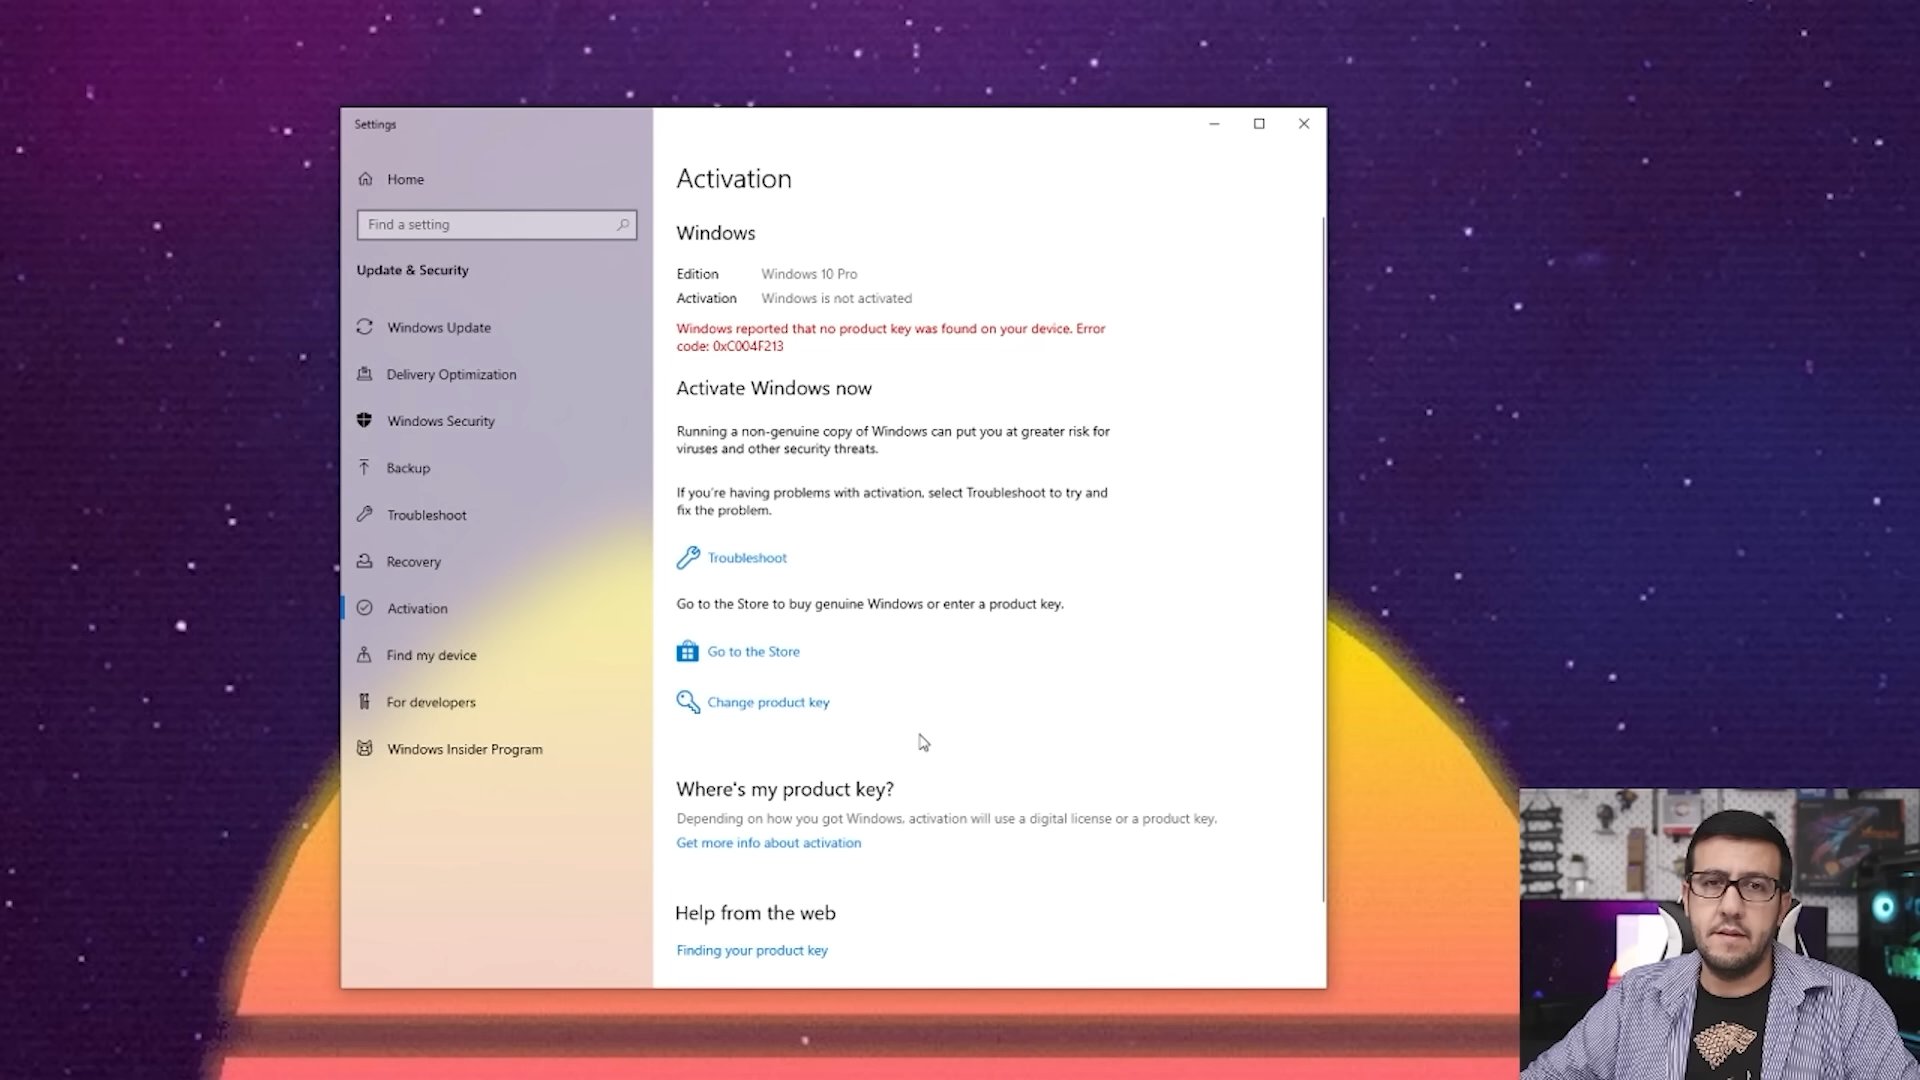 Settings
Home
Find a setting
Update & Security
Windows Update
Delivery Optimization
Windows Security
Backup
Troubleshoot
Recovery
Activation
Find my device
For developers
Windows Insider Program
Activation
Windows
Edition Windows 10 Pro
Activation Windows is not activated
Windows reported that no product key was found on your device. Error
code: 0xC004F213
Activate Windows now
Running a non-genuine copy of Windows can put you at greater risk for
viruses and other security threats.
If you're having problems with activation, select Troubleshoot to try and
fix the problem.
Troubleshoot
Go to the Store to buy genuine Windows or enter a product key.
Go to the Store
Change product key
Where's my product key?
Depending on how you got Windows, activation will use a digital license or a product key.
Get more info about activation
Help from the web
Finding your product key